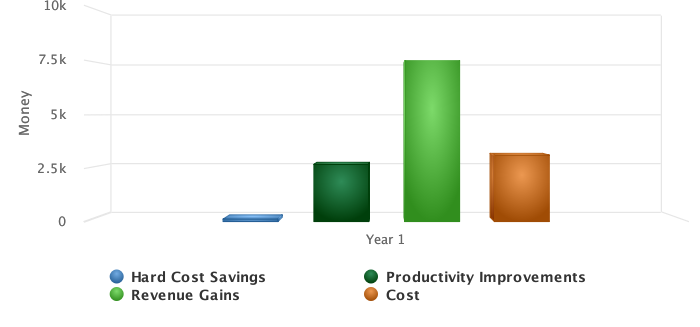 10k
7.5k
5k
2.5k
0
Money
Year 1
Hard Cost Savings
Productivity Improvements
Revenue Gains
Cost